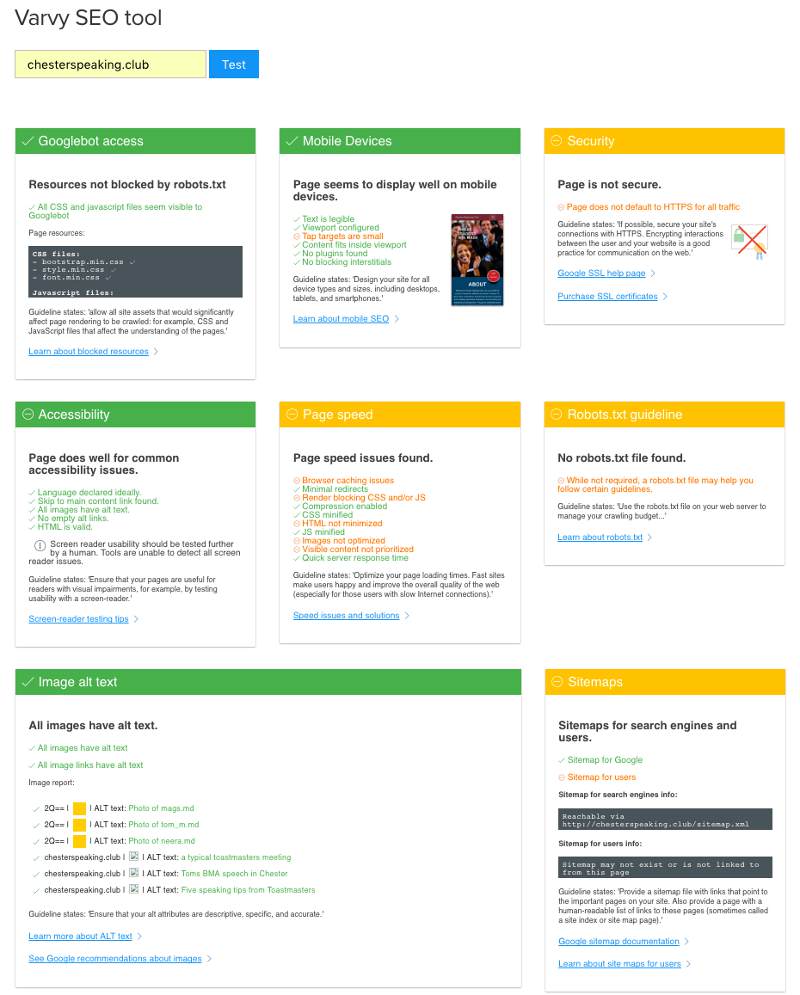 Varvy SEO tool
chesterspeaking.club
Test
Googlebot access
Resources not blocked by robots.txt
All CSS and javascript files seem visible to
Googlebot
Page resources:
CSS files:
- bootstrap.min.css ✓
- style.min.css ✓
- font.min.css ✓
Javascript files:
Guideline states: 'allow all site assets that would significantly
affect page rendering to be crawled: for example, CSS and
JavaScript files that affect the understanding of the pages.'
Learn about blocked resources
Mobile Devices
Page seems to display well on mobile
devices.
Text is legible
Viewport configured
Tap targets are small
Content fits inside viewport
No plugins found
No blocking interstitials
Guideline states: 'Design your site for all
device types and sizes, including desktops,
tablets, and smartphones.'
ABOUT
Learn about mobile SEO
Security
Page is not secure.
Page does not default to HTTPS for all traffic
Guideline states: 'If possible, secure your site's
connections with HTTPS. Encrypting interactions
between the user and your website is a good
practice for communication on the web.'
Google SSL help page
Purchase SSL certificates
Accessibility
Page does well for common
accessibility issues.
Language declared ideally.
Skip to main content link found.
All images have alt text.
No empty alt links.
HTML is valid.
Screen reader usability should be tested further
by a human. Tools are unable to detect all screen
reader issues.
Guideline states: 'Ensure that your pages are useful for
readers with visual impairments, for example, by testing
usability with a screen-reader.'
Screen-reader testing tips
Page speed
Page speed issues found.
Browser caching issues
Minimal redirects
Render blocking CSS and/or JS
Compression enabled
CSS minified
HTML not minimized
JS minified
Images not optimized
Visible content not prioritized
Quick server response time
Guideline states: 'Optimize your page loading times. Fast sites
make users happy and improve the overall quality of the web
(especially for those users with slow Internet connections).'
Speed issues and solutions
Robots.txt guideline
No robots.txt file found.
While not required, a robots.txt file may help you
follow certain guidelines.
Guideline states: 'Use the robots.txt file on your web server to
manage your crawling budget...'
Learn about robots.txt
Image alt text
All images have alt text.
All images have alt text
All image links have alt text
Image report:
2Q== | | ALT text: Photo of mags.md
2Q== | | ALT text: Photo of tom_m.md
2Q== | | ALT text: Photo of neera.md
chesterspeaking.club | | ALT text: a typical toastmasters meeting
chesterspeaking.club | | ALT text: Toms BMA speech in Chester
chesterspeaking.club | | ALT text: Five speaking tips from Toastmasters
Guideline states: 'Ensure that your alt attributes are descriptive, specific, and accurate.'
Learn more about ALT text
See Google recommendations about images
Sitemaps
Sitemaps for search engines and
users.
Sitemap for Google
Sitemap for users
Sitemap for search engines info:
Reachable via
http://chesterspeaking.club/sitemap.xml
Sitemap for users info:
Sitemap may not exist or is not linked to
from this page
Guideline states: 'Provide a sitemap file with links that point to
the important pages on your site. Also provide a page with a
human-readable list of links to these pages (sometimes called
a site index or site map page).'
Google sitemap documentation
Learn about site maps for users